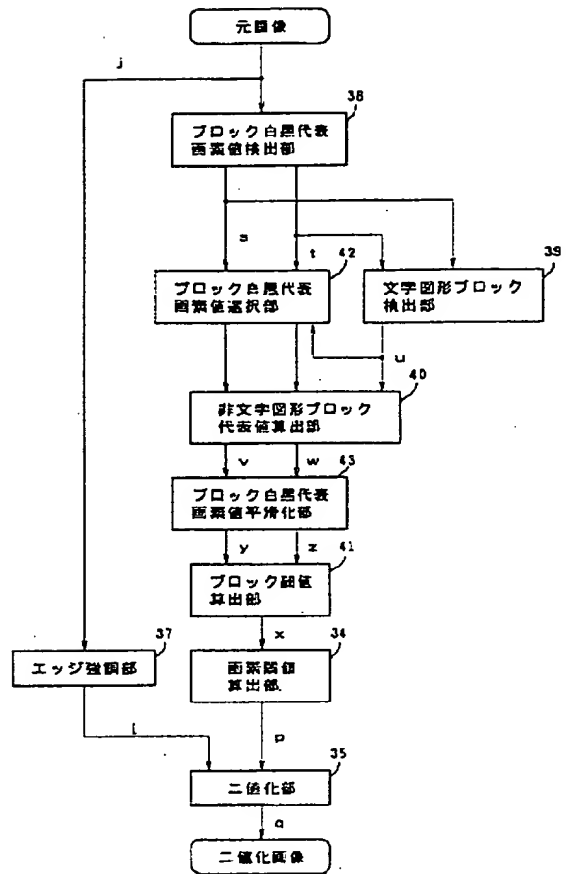 元画像
j
38
ブロック白黒代表
画素値検出部
s
t
42
39
ブロック白黒代表
画素値選択部
文字図形ブロック
検出部
u
40
非文字図形ブロック
代表値算出部
v
w
43
ブロック白黒代表
画素値平滑化部
y
z
41
ブロック閾値
算出部
x
37
34
エッジ強調部
画素閾値
算出部
p
35
二値化部
q
二値化画像